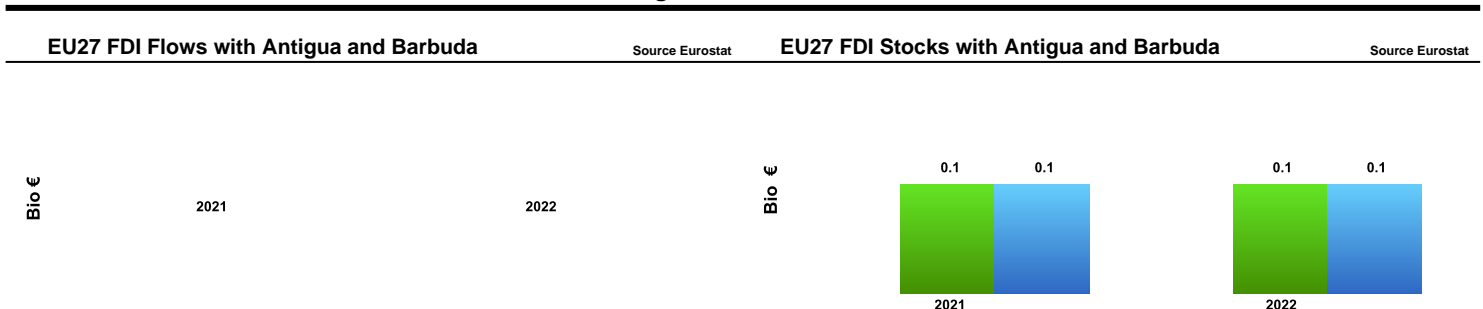 EU27 FDI Flows with Antigua and Barbuda Source Eurostat
Bio €
2021 2022
EU27 FDI Stocks with Antigua and Barbuda Source Eurostat
Bio €
0.1 0.1 0.1 0.1
2021 2022